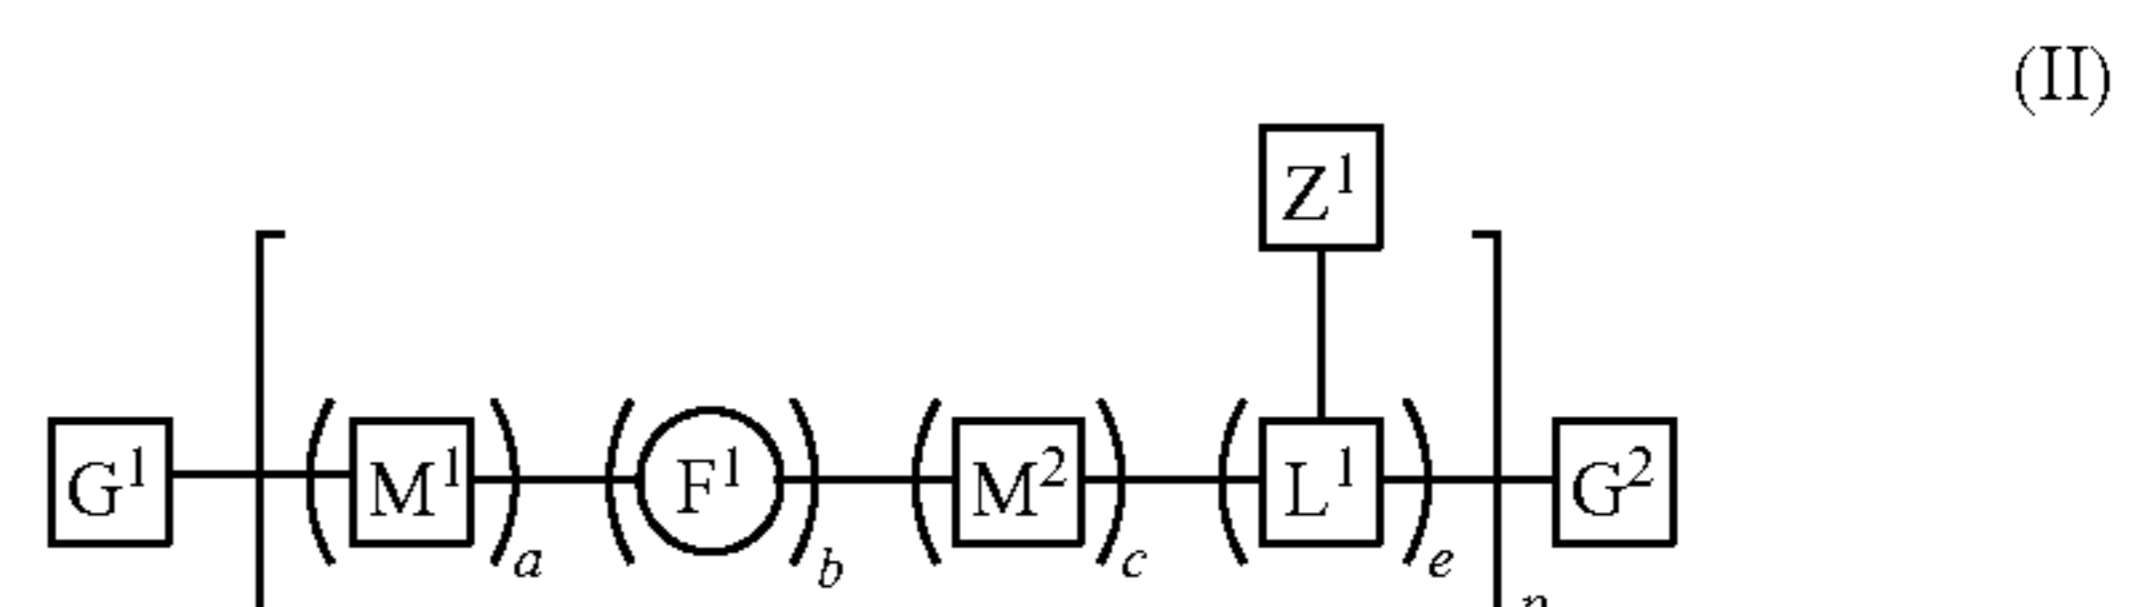 (II)
Z¹
G¹ [ ( M¹ )a ( F¹ )b ( M² )c ( L¹ )e ]n G²